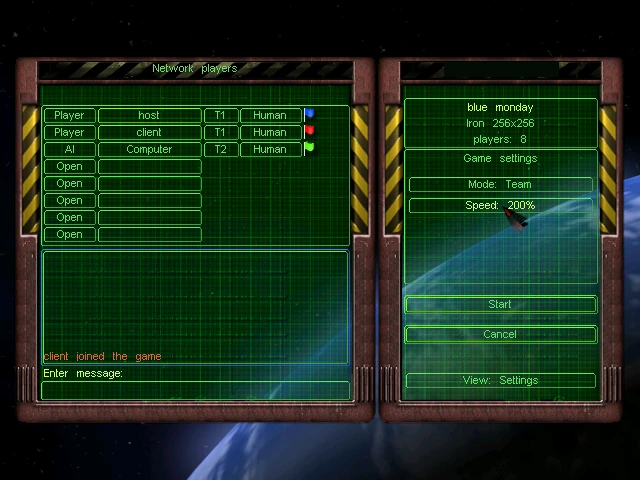 Network players
Player host T1 Human
Player client T1 Human
AI Computer T2 Human
Open
Open
Open
Open
Open
client joined the game
Enter message:
blue monday
Iron 256x256
players: 8
Game settings
Mode: Team
Speed: 200%
Start
Cancel
View: Settings